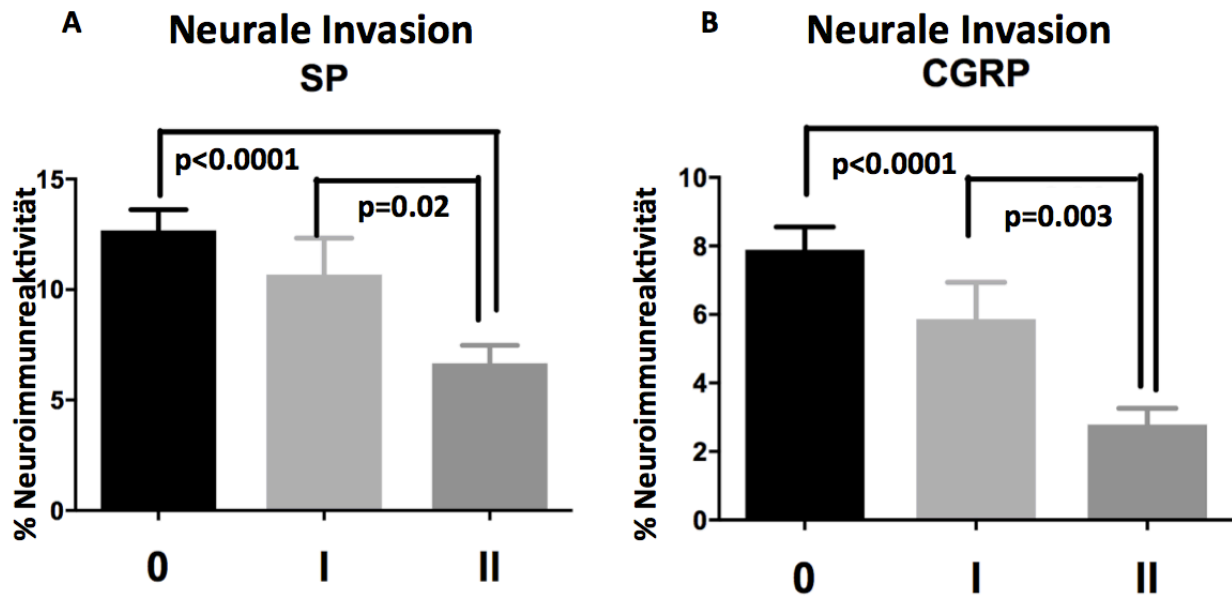 A
Neurale Invasion
SP
% Neuroimmunreaktivität
15
10
5
0
p<0.0001
p=0.02
0 I II
B
Neurale Invasion
CGRP
% Neuroimmunreaktivität
10
8
6
4
2
0
p<0.0001
p=0.003
0 I II